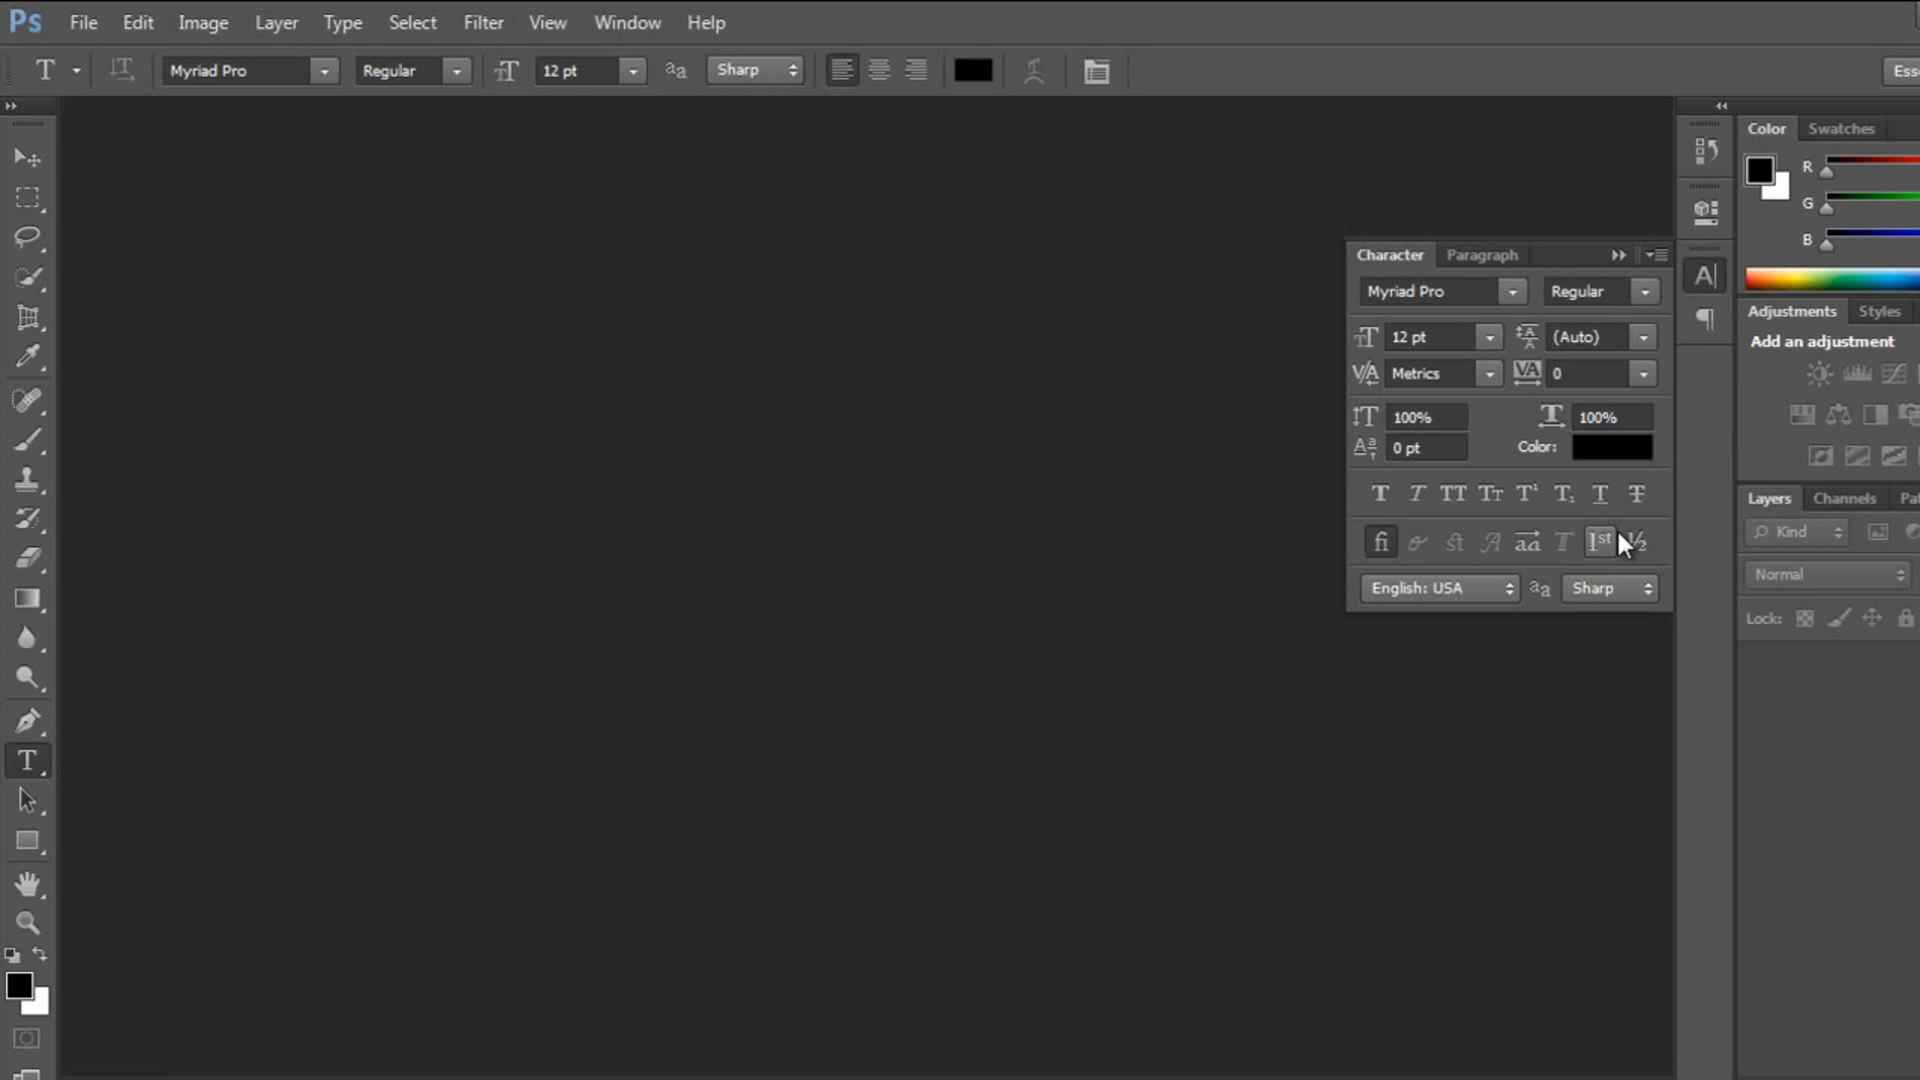 Ps File Edit Image Layer Type Select Filter View Window Help
T Myriad Pro Regular 12 pt Sharp Ess
Color Swatches
R
G
B
Character Paragraph
Myriad Pro Regular
12 pt (Auto)
Metrics 0
100% 100%
0 pt Color:
English: USA Sharp
Adjustments Styles
Add an adjustment
Layers Channels Pat
Kind
Normal
Lock: